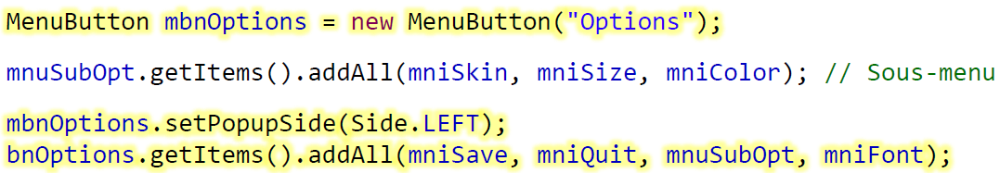 MenuButton mbnOptions = new MenuButton("Options");
mnuSubOpt.getItems().addAll(mniSkin, mniSize, mniColor); // Sous-menu
mbnOptions.setPopupSide(Side.LEFT);
bnOptions.getItems().addAll(mniSave, mniQuit, mnuSubOpt, mniFont);